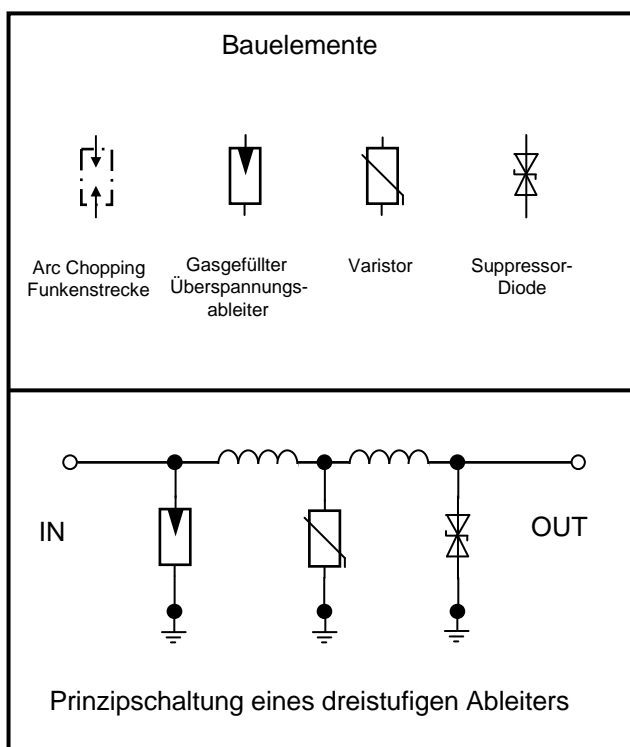 Bauelemente
Arc Chopping
Funkenstrecke
Gasgefüllter
Überspannungs-
ableiter
Varistor
Suppressor-
Diode
IN
OUT
Prinzipschaltung eines dreistufigen Ableiters